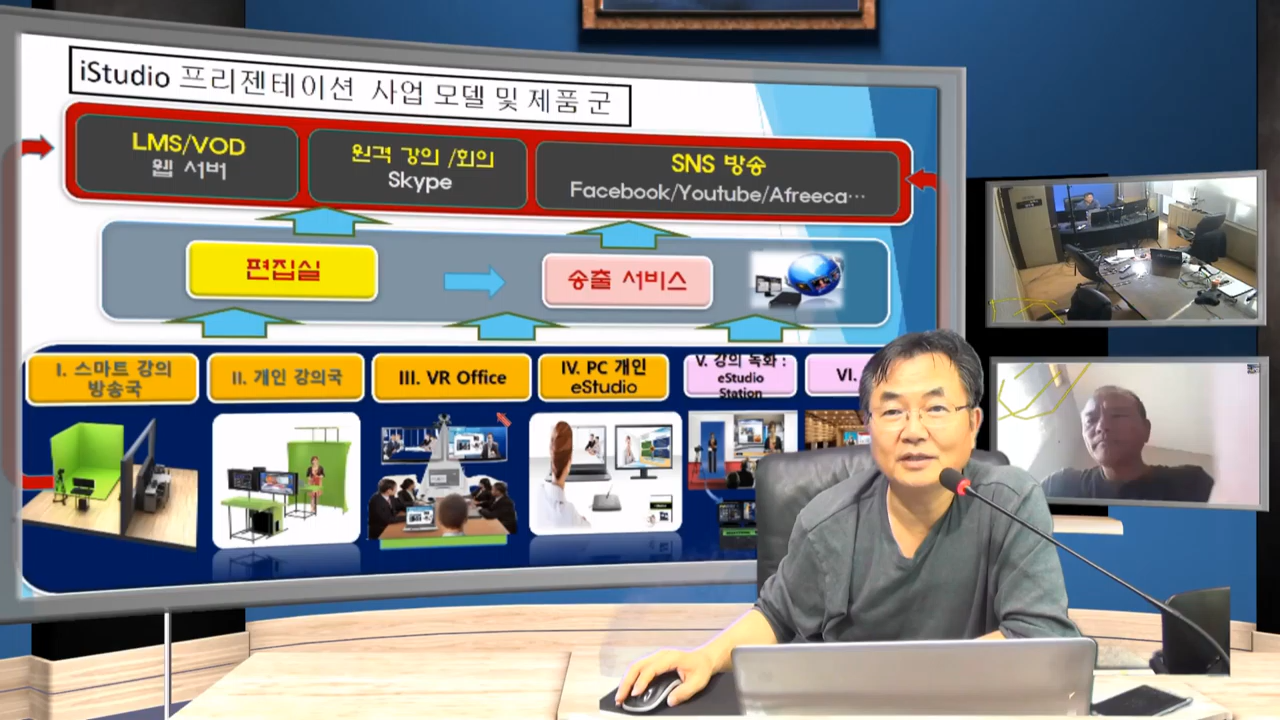 iStudio 프리젠테이션 사업 모델 및 제품 군
LMS/VOD
웹 서버
원격 강의 /회의
Skype
SNS 방송
Facebook/Youtube/Afreeca…
편집실
송출 서비스
I. 스마트 강의
방송국
II. 개인 강의국
III. VR Office
IV. PC 개인
eStudio
V. 강의 녹화 :
eStudio
Station
VI.